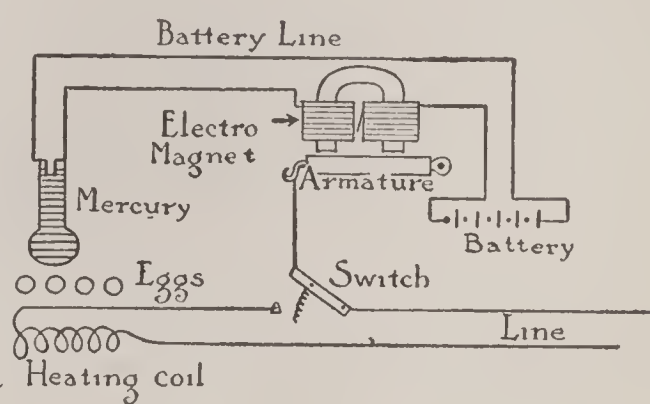 Battery Line
Electro
Magnet
Armature
Mercury
Battery
Eggs
Switch
Line
Heating coil